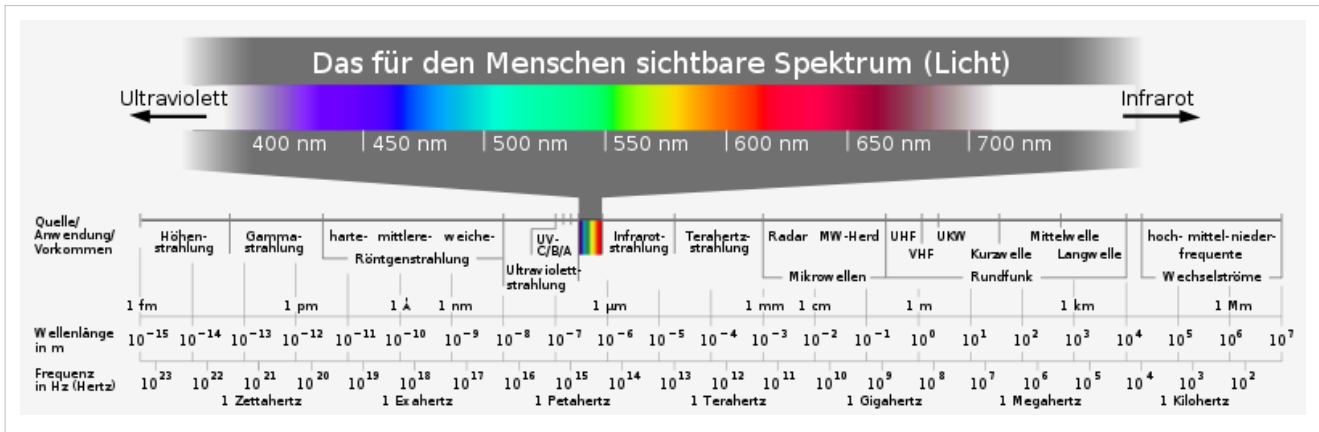 Das für den Menschen sichtbare Spektrum (Licht)
Ultraviolett
Infrarot
400 nm 450 nm 500 nm 550 nm 600 nm 650 nm 700 nm
Quelle/
Anwendung/
Vorkommen
Höhen-
strahlung
Gamma-
strahlung
harte- mittlere- weiche-
Röntgenstrahlung
UV-
C/B/A
Ultraviolett-
strahlung
Infrarot-
strahlung
Terahertz-
strahlung
Radar MW-Herd
Mikrowellen
UHF UKW Mittelwelle
VHF Kurzwelle Langwelle
Rundfunk
hoch- mittel-nieder-
frequente
Wechselströme
1 fm 1 pm 1 Å 1 nm 1 µm 1 mm 1 cm 1 m 1 km 1 Mm
Wellenlänge
in m
10⁻¹⁵ 10⁻¹⁴ 10⁻¹³ 10⁻¹² 10⁻¹¹ 10⁻¹⁰ 10⁻⁹ 10⁻⁸ 10⁻⁷ 10⁻⁶ 10⁻⁵ 10⁻⁴ 10⁻³ 10⁻² 10⁻¹ 10⁰ 10¹ 10² 10³ 10⁴ 10⁵ 10⁶ 10⁷
Frequenz
in Hz (Hertz)
10²³ 10²² 10²¹ 10²⁰ 10¹⁹ 10¹⁸ 10¹⁷ 10¹⁶ 10¹⁵ 10¹⁴ 10¹³ 10¹² 10¹¹ 10¹⁰ 10⁹ 10⁸ 10⁷ 10⁶ 10⁵ 10⁴ 10³ 10²
1 Zettahertz 1 Exahertz 1 Petahertz 1 Terahertz 1 Gigahertz 1 Megahertz 1 Kilohertz